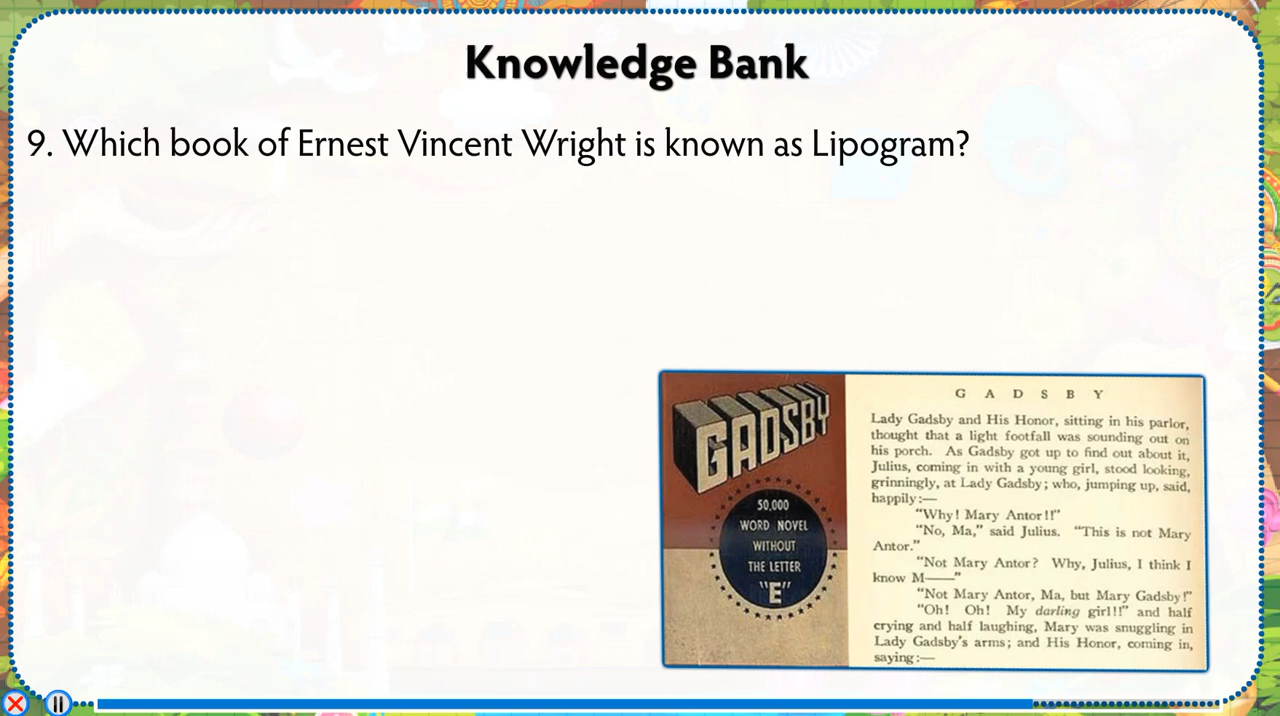 Knowledge Bank
9. Which book of Ernest Vincent Wright is known as Lipogram?
GADSBY
50,000
WORD NOVEL
WITHOUT
THE LETTER
"E"
G A D S B Y
Lady Gadsby and His Honor, sitting in his parlor,
thought that a light footfall was sounding out on
his porch. As Gadsby got up to find out about it,
Julius, coming in with a young girl, stood looking,
grinningly, at Lady Gadsby; who, jumping up, said,
happily:—
"Why! Mary Antor!!"
"No, Ma," said Julius. "This is not Mary
Antor."
"Not Mary Antor? Why, Julius, I think I
know M——"
"Not Mary Antor, Ma, but Mary Gadsby!"
"Oh! Oh! My darling girl!!" and half
crying and half laughing, Mary was snuggling in
Lady Gadsby's arms; and His Honor, coming in,
saying:—